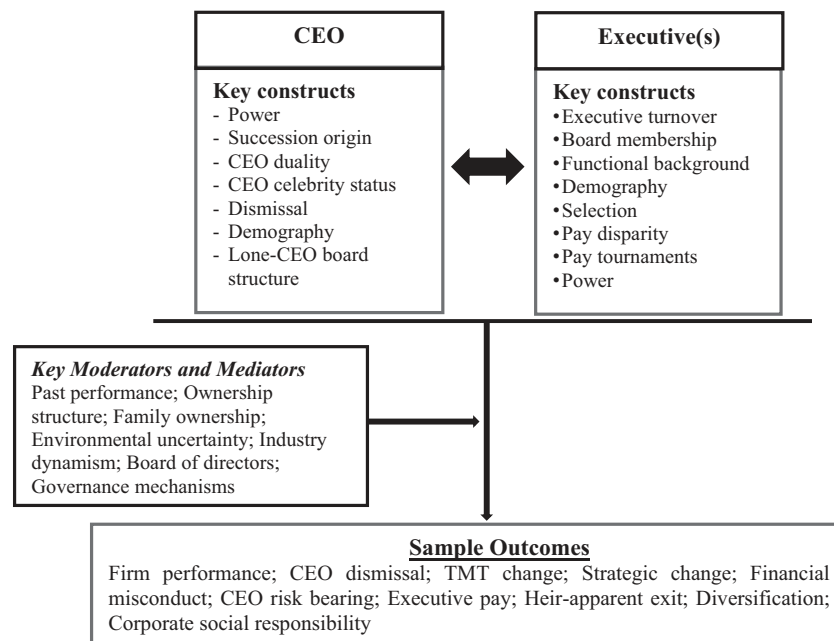 CEO
Key constructs
- Power
- Succession origin
- CEO duality
- CEO celebrity status
- Dismissal
- Demography
- Lone-CEO board
structure
Executive(s)
Key constructs
•Executive turnover
•Board membership
•Functional background
•Demography
•Selection
•Pay disparity
•Pay tournaments
•Power
Key Moderators and Mediators
Past performance; Ownership
structure; Family ownership;
Environmental uncertainty; Industry
dynamism; Board of directors;
Governance mechanisms
Sample Outcomes
Firm performance; CEO dismissal; TMT change; Strategic change; Financial
misconduct; CEO risk bearing; Executive pay; Heir-apparent exit; Diversification;
Corporate social responsibility